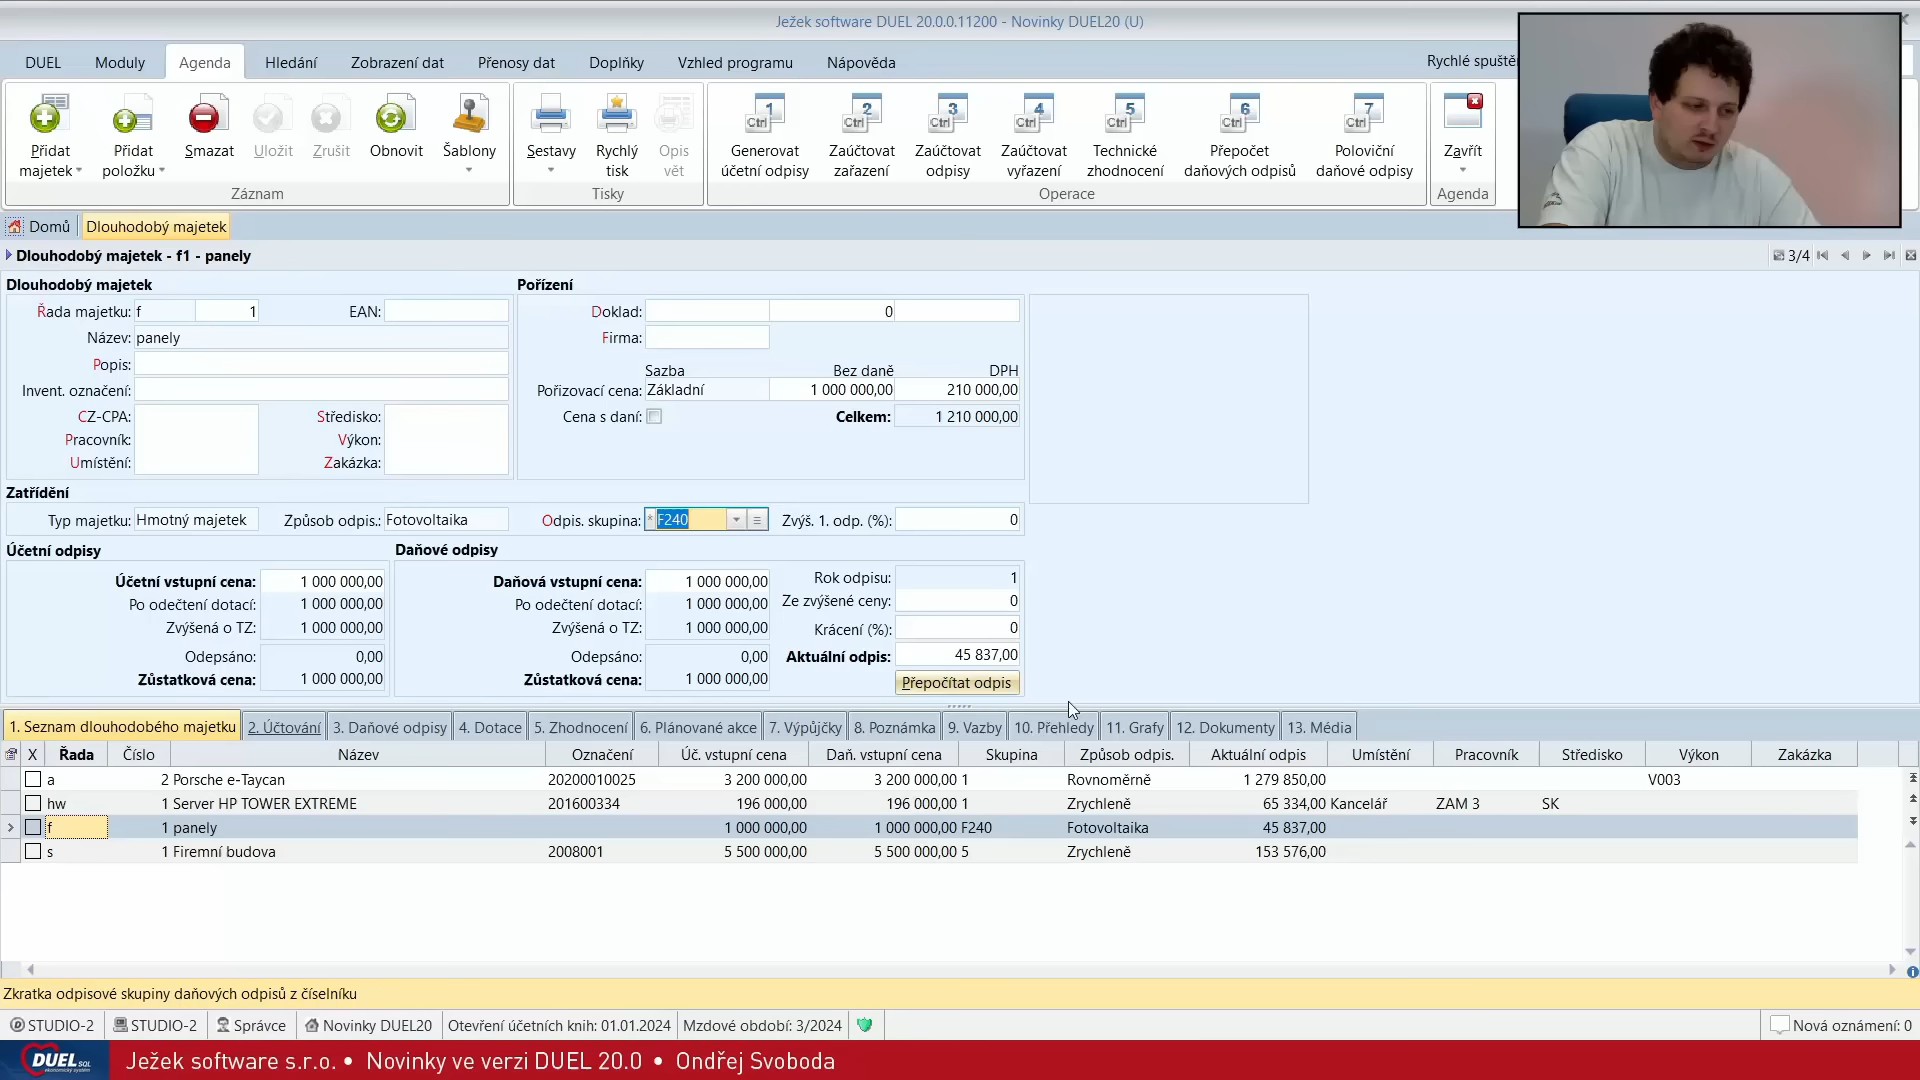 Ježek software DUEL 20.0.0.11200 - Novinky DUEL20 (U)
DUEL Moduly Agenda Hledání Zobrazení dat Přenosy dat Doplňky Vzhled programu Nápověda Rychlé spuště
Přidat majetek Přidat položku Smazat Uložit Zrušit Obnovit Šablony
Záznam
Sestavy Rychlý tisk Opis vět
Tisky
1 Ctrl Generovat účetní odpisy
2 Ctrl Zaúčtovat zařazení
3 Ctrl Zaúčtovat odpisy
4 Ctrl Zaúčtovat vyřazení
5 Ctrl Technické zhodnocení
6 Ctrl Přepočet daňových odpisů
7 Ctrl Poloviční daňové odpisy
Operace
Zavřít
Agenda
Domů Dlouhodobý majetek
Dlouhodobý majetek - f1 - panely 3/4
Dlouhodobý majetek
Řada majetku: f 1 EAN:
Název: panely
Popis:
Invent. označení:
CZ-CPA: Středisko:
Pracovník: Výkon:
Umístění: Zakázka:
Pořízení
Doklad: 0
Firma:
Sazba Bez daně DPH
Pořizovací cena: Základní 1 000 000,00 210 000,00
Cena s daní: Celkem: 1 210 000,00
Zatřídění
Typ majetku: Hmotný majetek Způsob odpis.: Fotovoltaika Odpis. skupina: * F240 Zvýš. 1. odp. (%): 0
Účetní odpisy
Účetní vstupní cena: 1 000 000,00
Po odečtení dotací: 1 000 000,00
Zvýšená o TZ: 1 000 000,00
Odepsáno: 0,00
Zůstatková cena: 1 000 000,00
Daňové odpisy
Daňová vstupní cena: 1 000 000,00 Rok odpisu: 1
Po odečtení dotací: 1 000 000,00 Ze zvýšené ceny: 0
Zvýšená o TZ: 1 000 000,00 Krácení (%): 0
Odepsáno: 0,00 Aktuální odpis: 45 837,00
Zůstatková cena: 1 000 000,00 Přepočítat odpis
1. Seznam dlouhodobého majetku 2. Účtování 3. Daňové odpisy 4. Dotace 5. Zhodnocení 6. Plánované akce 7. Výpůjčky 8. Poznámka 9. Vazby 10. Přehledy 11. Grafy 12. Dokumenty 13. Média
X Řada Číslo Název Označení Úč. vstupní cena Daň. vstupní cena Skupina Způsob odpis. Aktuální odpis Umístění Pracovník Středisko Výkon Zakázka
a 2 Porsche e-Taycan 20200010025 3 200 000,00 3 200 000,00 1 Rovnoměrně 1 279 850,00 V003
hw 1 Server HP TOWER EXTREME 201600334 196 000,00 196 000,00 1 Zrychleně 65 334,00 Kancelář ZAM 3 SK
f 1 panely 1 000 000,00 1 000 000,00 F240 Fotovoltaika 45 837,00
s 1 Firemní budova 2008001 5 500 000,00 5 500 000,00 5 Zrychleně 153 576,00
Zkratka odpisové skupiny daňových odpisů z číselníku
STUDIO-2 STUDIO-2 Správce Novinky DUEL20 Otevření účetních knih: 01.01.2024 Mzdové období: 3/2024 Nová oznámení: 0
DUEL SQL Ježek software s.r.o. • Novinky ve verzi DUEL 20.0 • Ondřej Svoboda